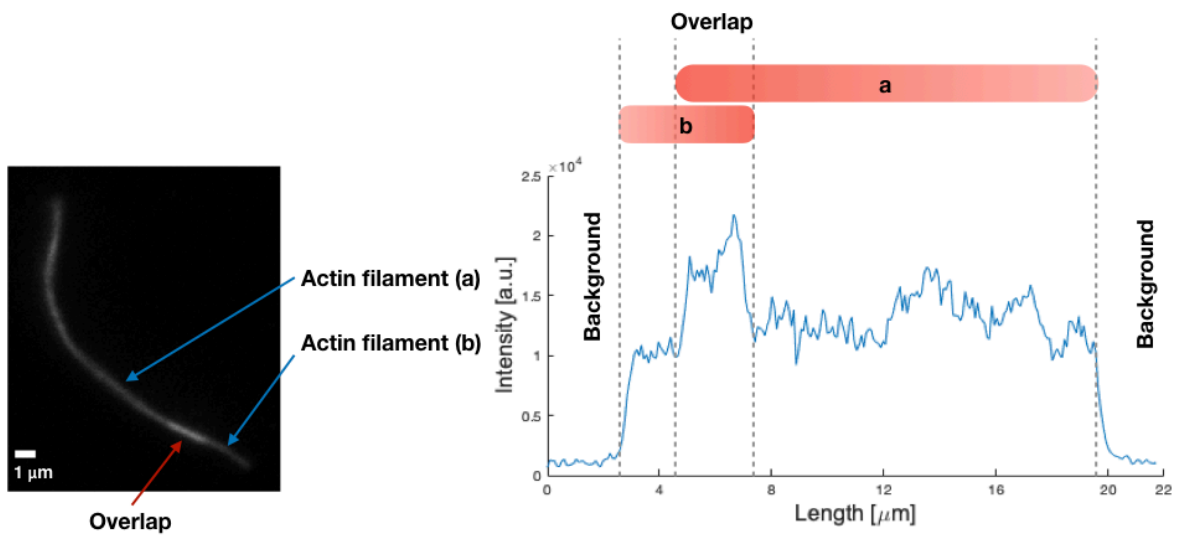 Overlap
a
b
×10⁴
2.5
2
1.5
1
0.5
0
Intensity [a.u.]
Background
Background
0
4
8
12
16
20
22
Length [μm]
Actin filament (a)
Actin filament (b)
1 μm
Overlap